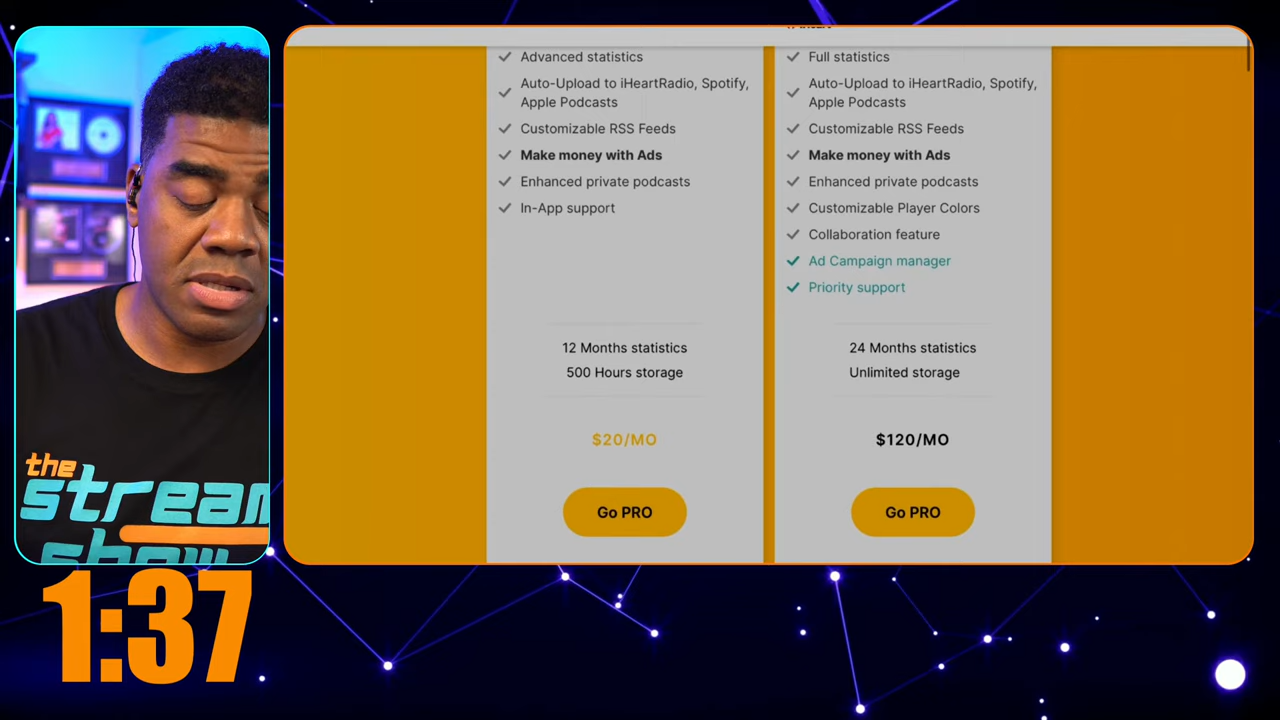 Advanced statistics
Auto-Upload to iHeartRadio, Spotify,
Apple Podcasts
Customizable RSS Feeds
Make money with Ads
Enhanced private podcasts
In-App support
12 Months statistics
500 Hours storage
$20/MO
Go PRO
Full statistics
Auto-Upload to iHeartRadio, Spotify,
Apple Podcasts
Customizable RSS Feeds
Make money with Ads
Enhanced private podcasts
Customizable Player Colors
Collaboration feature
Ad Campaign manager
Priority support
24 Months statistics
Unlimited storage
$120/MO
Go PRO
the
stream
show
1:37